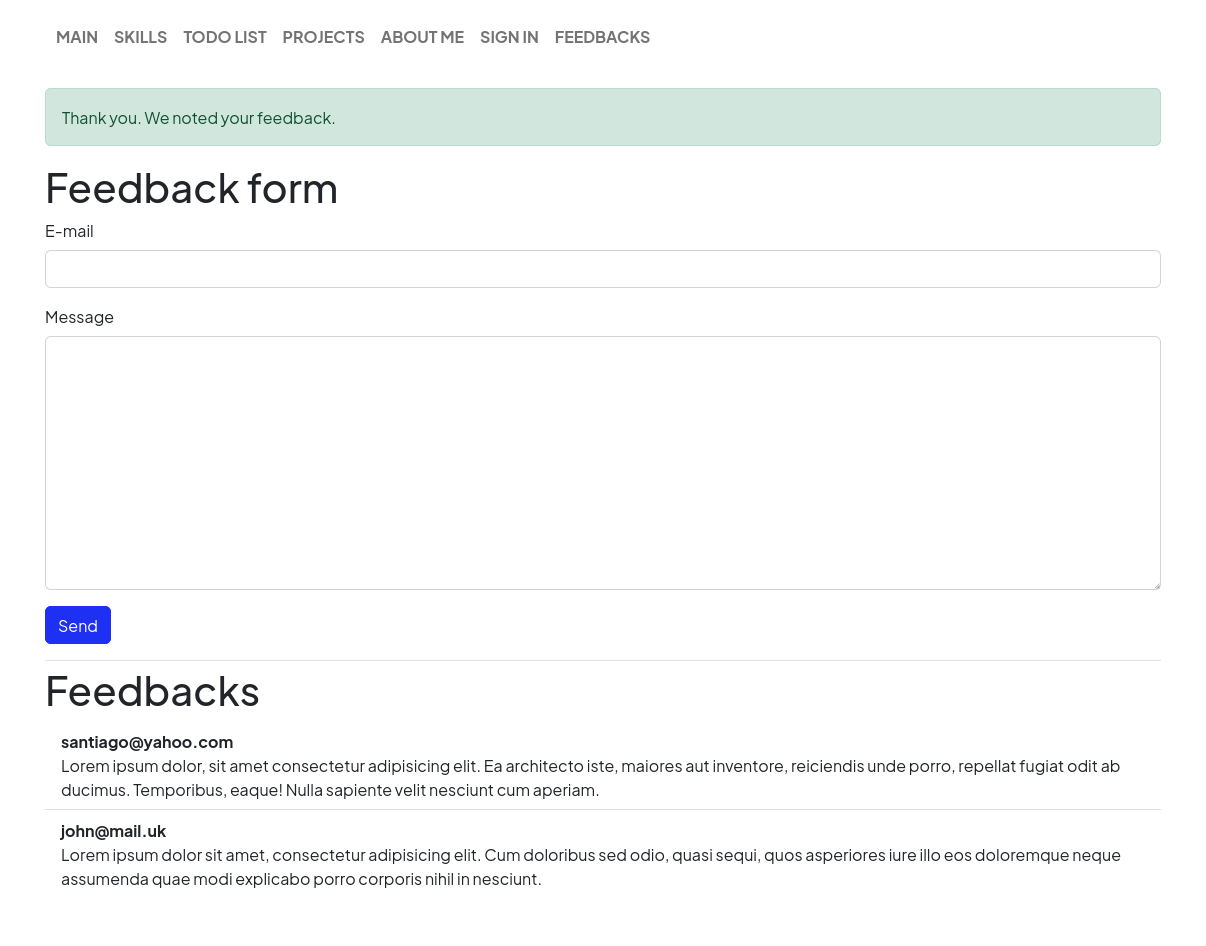 MAIN SKILLS TODO LIST PROJECTS ABOUT ME SIGN IN FEEDBACKS
Thank you. We noted your feedback.
Feedback form
E-mail
Message
Send
Feedbacks
santiago@yahoo.com
Lorem ipsum dolor, sit amet consectetur adipisicing elit. Ea architecto iste, maiores aut inventore, reiciendis unde porro, repellat fugiat odit ab
ducimus. Temporibus, eaque! Nulla sapiente velit nesciunt cum aperiam.
john@mail.uk
Lorem ipsum dolor sit amet, consectetur adipisicing elit. Cum doloribus sed odio, quasi sequi, quos asperiores iure illo eos doloremque neque
assumenda quae modi explicabo porro corporis nihil in nesciunt.